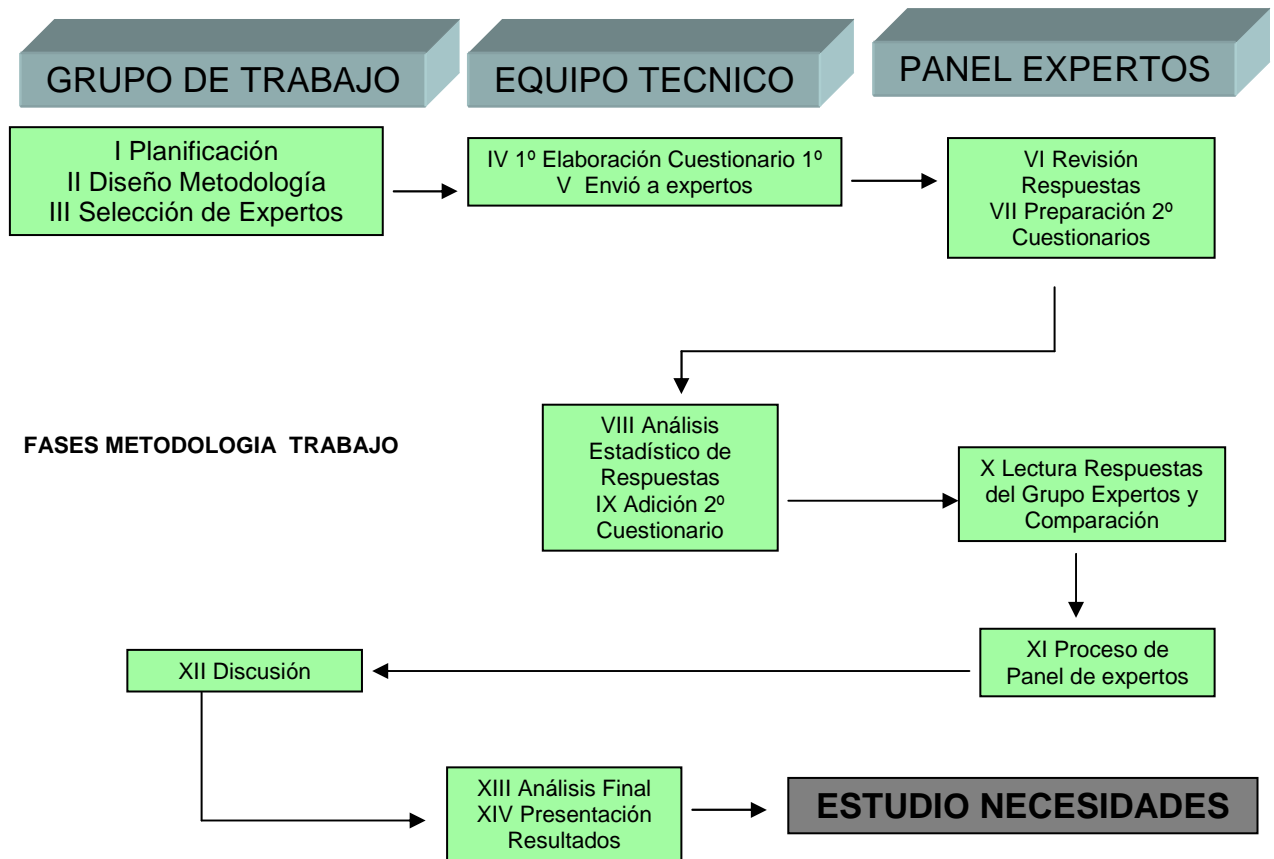 GRUPO DE TRABAJO
EQUIPO TECNICO
PANEL EXPERTOS
I Planificación
II Diseño Metodología
III Selección de Expertos
IV 1º Elaboración Cuestionario 1º
V Envió a expertos
VI Revisión
Respuestas
VII Preparación 2º
Cuestionarios
FASES METODOLOGIA TRABAJO
VIII Análisis
Estadístico de
Respuestas
IX Adición 2º
Cuestionario
X Lectura Respuestas
del Grupo Expertos y
Comparación
XI Proceso de
Panel de expertos
XII Discusión
XIII Análisis Final
XIV Presentación
Resultados
ESTUDIO NECESIDADES